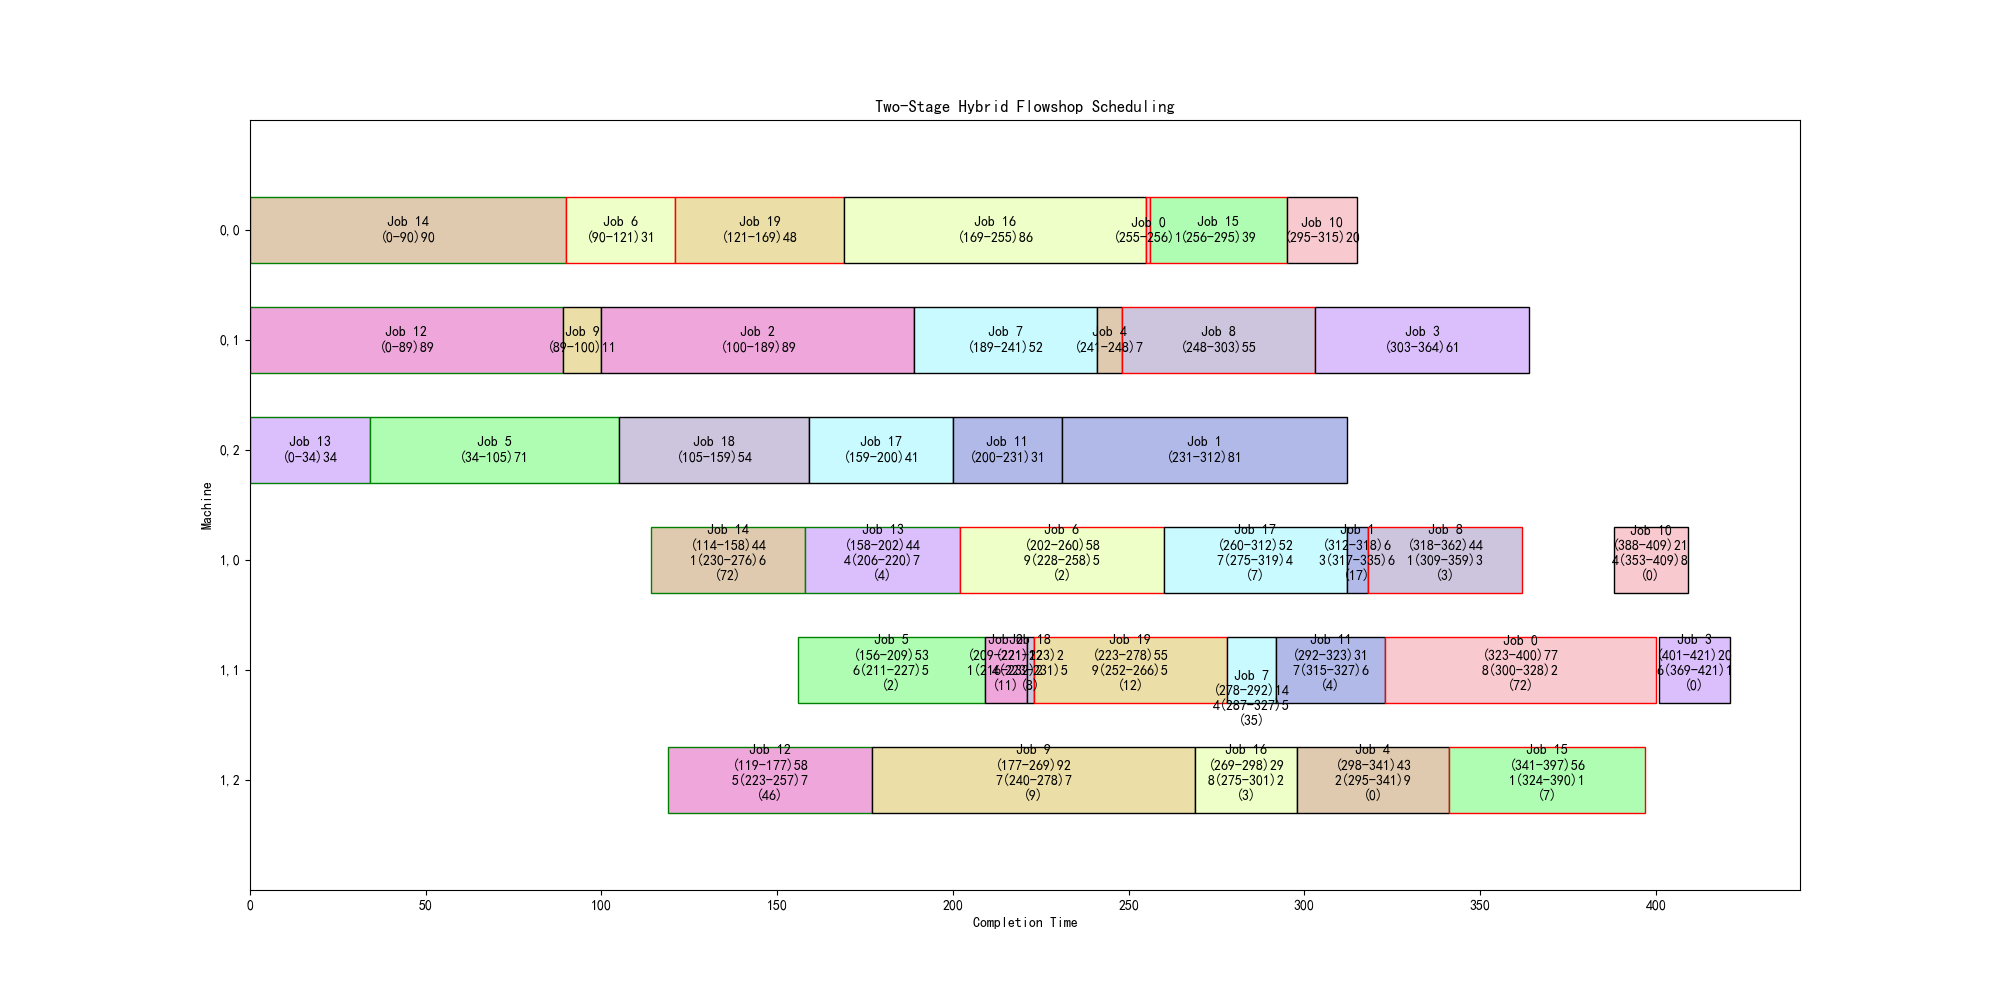 Two-Stage Hybrid Flowshop Scheduling
Machine
0,0
Job 14
(0-90)90
Job 6
(90-121)31
Job 19
(121-169)48
Job 16
(169-255)86
Job 0
(255-256)1
Job 15
(256-295)39
Job 10
(295-315)20
0,1
Job 12
(0-89)89
Job 9
(89-100)11
Job 2
(100-189)89
Job 7
(189-241)52
Job 4
(241-248)7
Job 8
(248-303)55
Job 3
(303-364)61
0,2
Job 13
(0-34)34
Job 5
(34-105)71
Job 18
(105-159)54
Job 17
(159-200)41
Job 11
(200-231)31
Job 1
(231-312)81
1,0
Job 14
(114-158)44
1(230-276)6
(72)
Job 13
(158-202)44
4(206-220)7
(4)
Job 6
(202-260)58
9(228-258)5
(2)
Job 17
(260-312)52
7(275-319)4
(7)
Job 1
(312-318)6
3(317-335)6
(17)
Job 8
(318-362)44
1(309-359)3
(3)
Job 10
(388-409)21
4(353-409)8
(0)
1,1
Job 5
(156-209)53
6(211-227)5
(2)
Job 2
(209-221)12
(11)
Job 18
(221-223)2
(8)
Job 19
(223-278)55
9(252-266)5
(12)
Job 7
(278-292)14
4(287-327)5
(35)
Job 11
(292-323)31
7(315-327)6
(4)
Job 0
(323-400)77
8(300-328)2
(72)
Job 3
(401-421)20
6(369-421)1
(0)
1,2
Job 12
(119-177)58
5(223-257)7
(46)
Job 9
(177-269)92
7(240-278)7
(9)
Job 16
(269-298)29
8(275-301)2
(3)
Job 4
(298-341)43
2(295-341)9
(0)
Job 15
(341-397)56
1(324-390)1
(7)
0
50
100
150
200
250
300
350
400
Completion Time